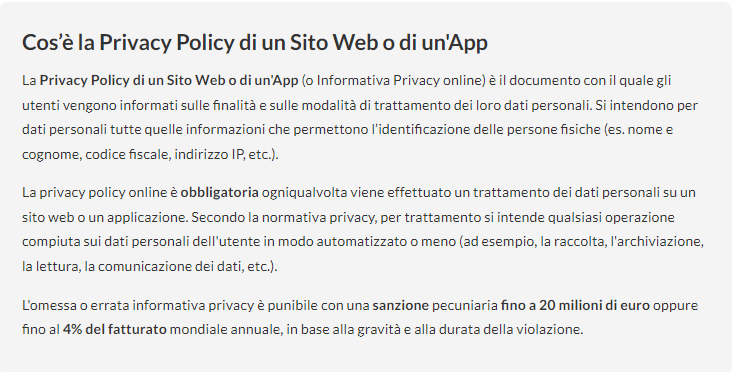 Cos’è la Privacy Policy di un Sito Web o di un'App
La Privacy Policy di un Sito Web o di un'App (o Informativa Privacy online) è il documento con il quale gli
utenti vengono informati sulle finalità e sulle modalità di trattamento dei loro dati personali. Si intendono per
dati personali tutte quelle informazioni che permettono l’identificazione delle persone fisiche (es. nome e
cognome, codice fiscale, indirizzo IP, etc.).
La privacy policy online è obbligatoria ogniqualvolta viene effettuato un trattamento dei dati personali su un
sito web o un applicazione. Secondo la normativa privacy, per trattamento si intende qualsiasi operazione
compiuta sui dati personali dell'utente in modo automatizzato o meno (ad esempio, la raccolta, l'archiviazione,
la lettura, la comunicazione dei dati, etc.).
L'omessa o errata informativa privacy è punibile con una sanzione pecuniaria fino a 20 milioni di euro oppure
fino al 4% del fatturato mondiale annuale, in base alla gravità e alla durata della violazione.